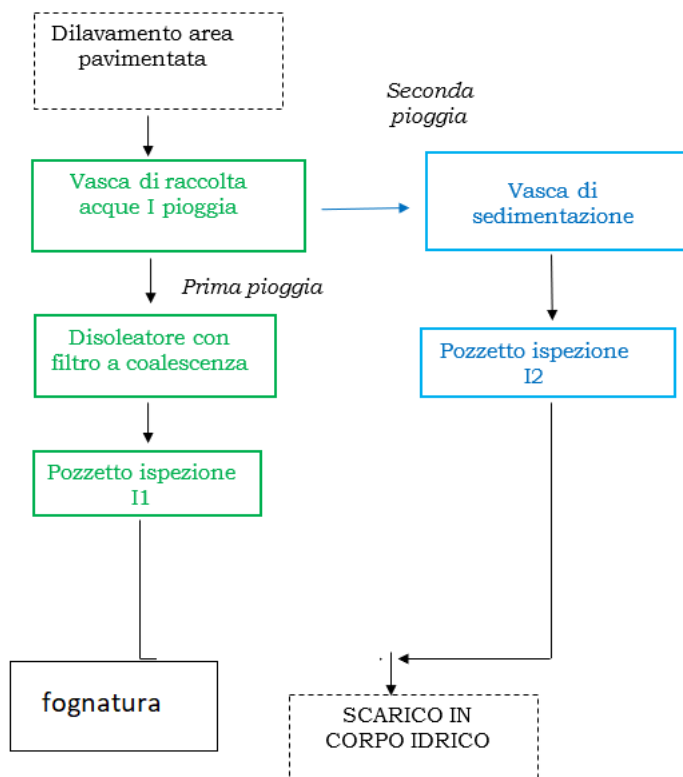 Dilavamento area
pavimentata
Seconda
pioggia
Vasca di raccolta
acque I pioggia
Vasca di
sedimentazione
Prima pioggia
Disoleatore con
filtro a coalescenza
Pozzetto ispezione
I2
Pozzetto ispezione
I1
fognatura
SCARICO IN
CORPO IDRICO